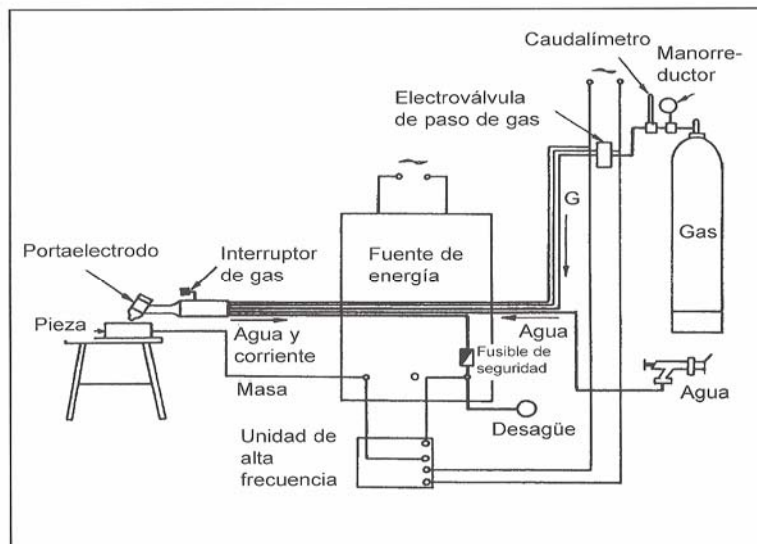 Caudalímetro
Manorre-
ductor
Electroválvula
de paso de gas
G
Gas
Portaelectrodo
Interruptor
de gas
Fuente de
energía
Pieza
Agua y
corriente
Agua
Fusible de
seguridad
Masa
Agua
Desagüe
Unidad de
alta
frecuencia